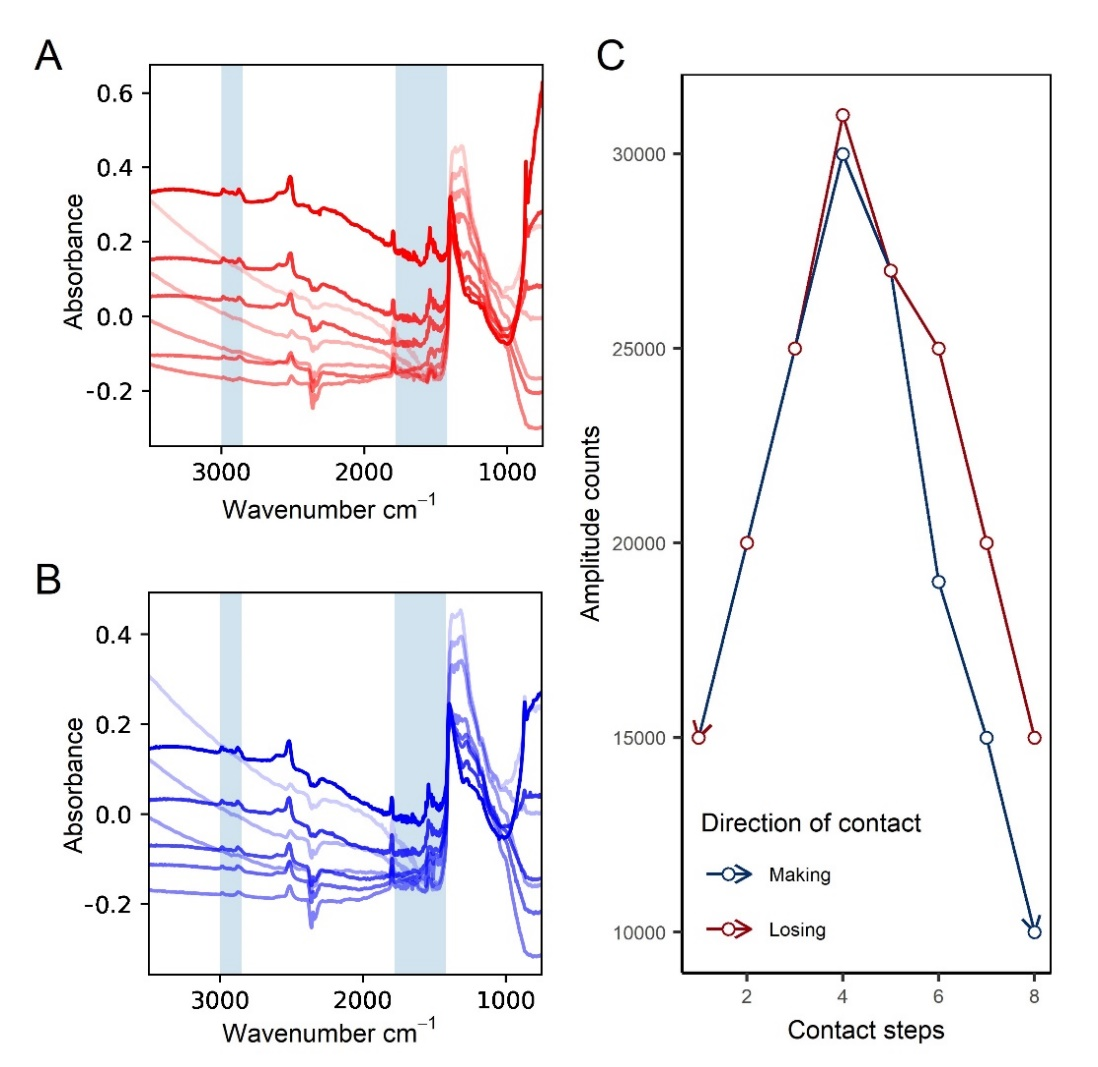 A
0.6
0.4
0.2
0.0
-0.2
Absorbance
3000 2000 1000
Wavenumber cm⁻¹
B
0.4
0.2
0.0
-0.2
Absorbance
3000 2000 1000
Wavenumber cm⁻¹
C
30000
25000
20000
15000
10000
Amplitude counts
Direction of contact
Making
Losing
2 4 6 8
Contact steps